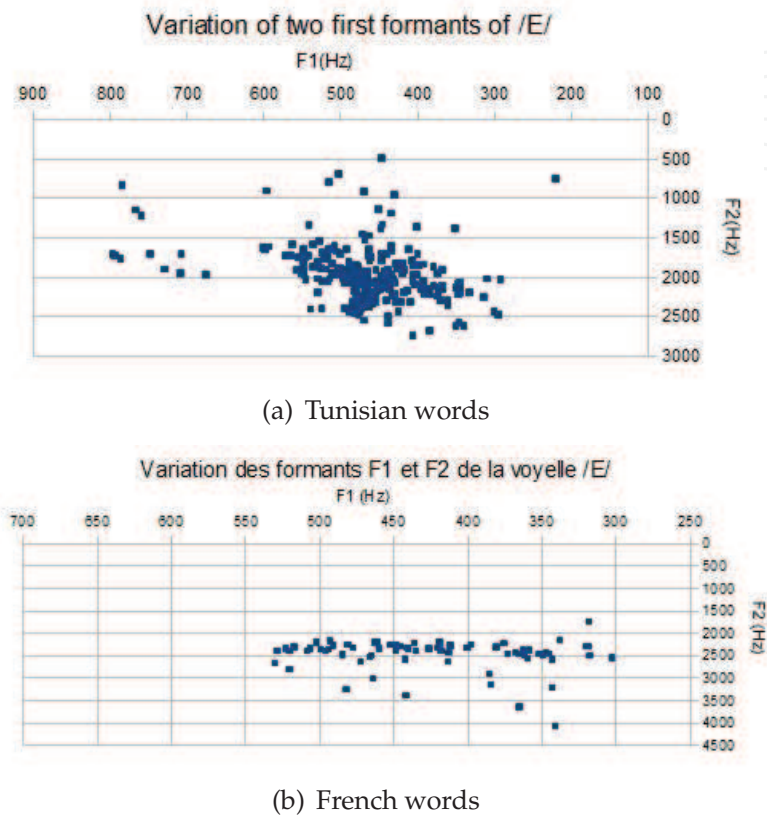 Variation of two first formants of /E/
F1(Hz)
900 800 700 600 500 400 300 200 100
0
500
1000
1500
2000
2500
3000
F2(Hz)
(a) Tunisian words
Variation des formants F1 et F2 de la voyelle /E/
F1 (Hz)
700 650 600 550 500 450 400 350 300 250
0
500
1000
1500
2000
2500
3000
3500
4000
4500
F2 (Hz)
(b) French words